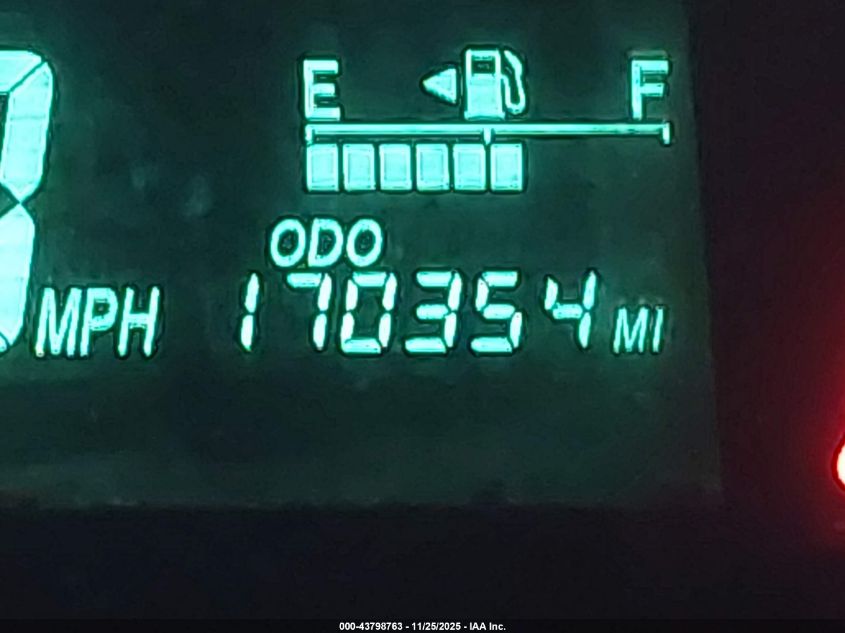 E F
ODO
MPH 170354 MI
000-43798763 - 11/25/2025 - IAA Inc.